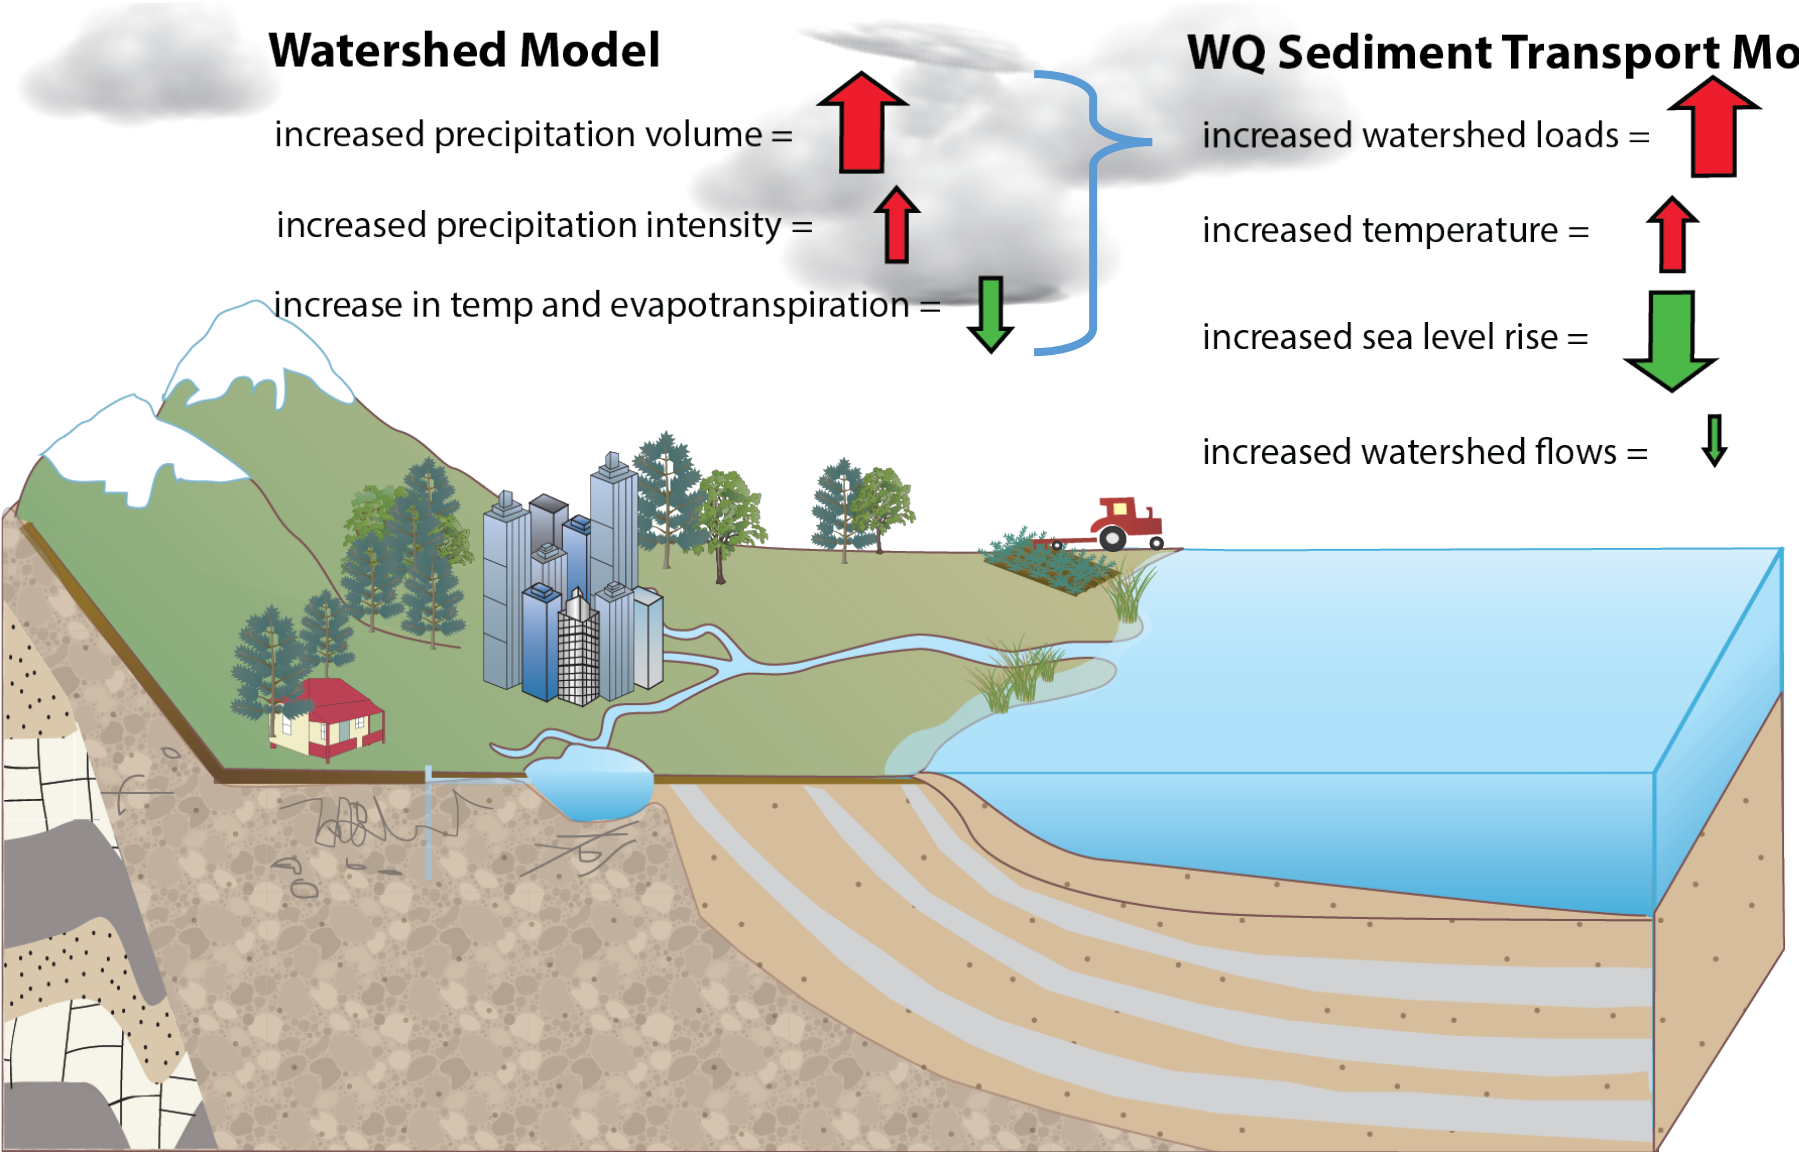 Watershed Model
increased precipitation volume =
increased precipitation intensity =
increase in temp and evapotranspiration =
WQ Sediment Transport Mo
increased watershed loads =
increased temperature =
increased sea level rise =
increased watershed flows =